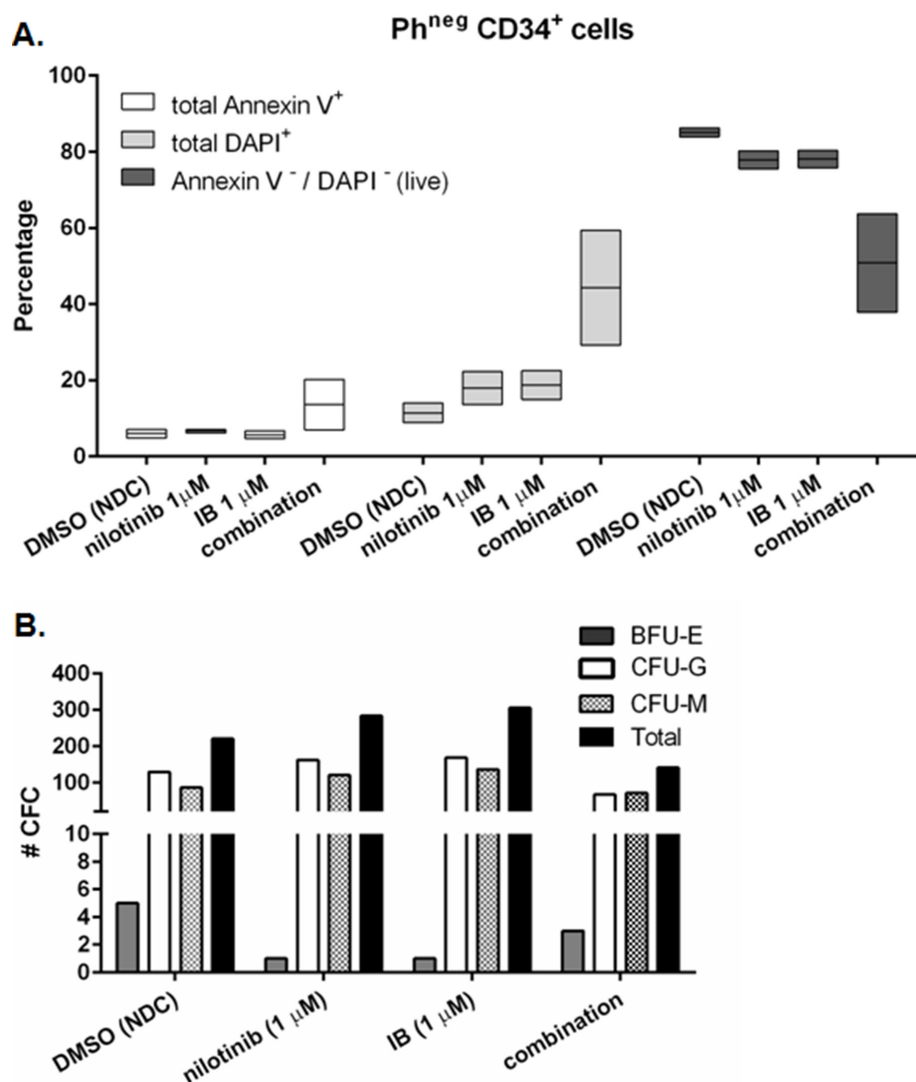 A.
Ph^neg CD34^+ cells
100
80
60
40
20
0
Percentage
total Annexin V^+
total DAPI^+
Annexin V^- / DAPI^- (live)
DMSO (NDC)
nilotinib 1μM
IB 1 μM
combination
DMSO (NDC)
nilotinib 1μM
IB 1 μM
combination
DMSO (NDC)
nilotinib 1μM
IB 1 μM
combination
B.
BFU-E
CFU-G
CFU-M
Total
400
300
200
100
10
8
6
4
2
0
# CFC
DMSO (NDC)
nilotinib (1 μM)
IB (1 μM)
combination